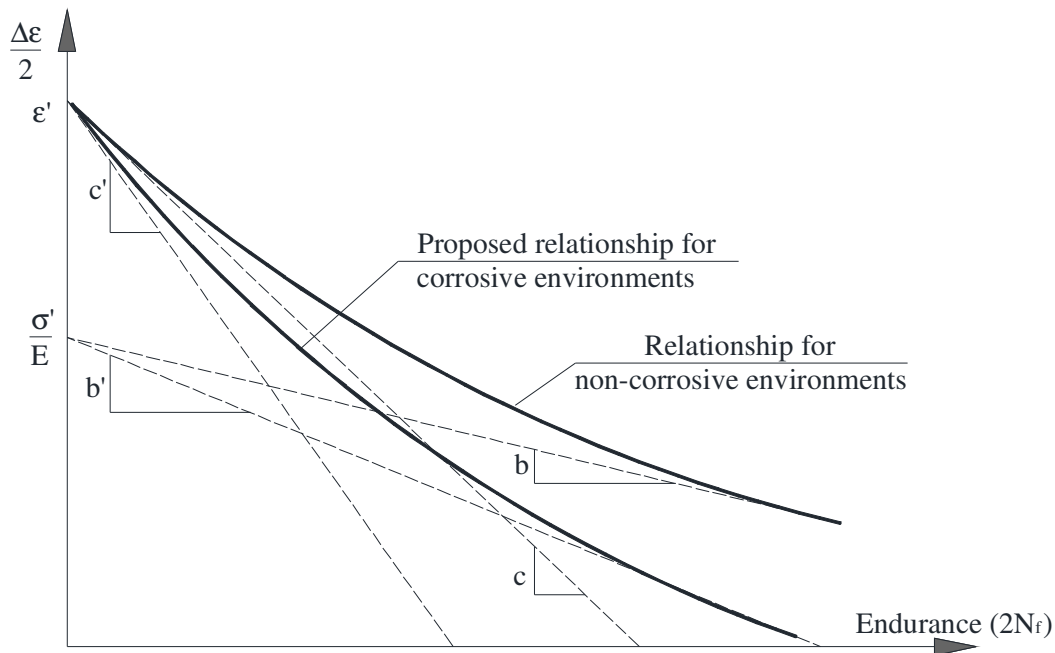 Δε
2
ε'
c'
Proposed relationship for
corrosive environments
σ'
E
Relationship for
non-corrosive environments
b'
b
c
Endurance (2Nf)